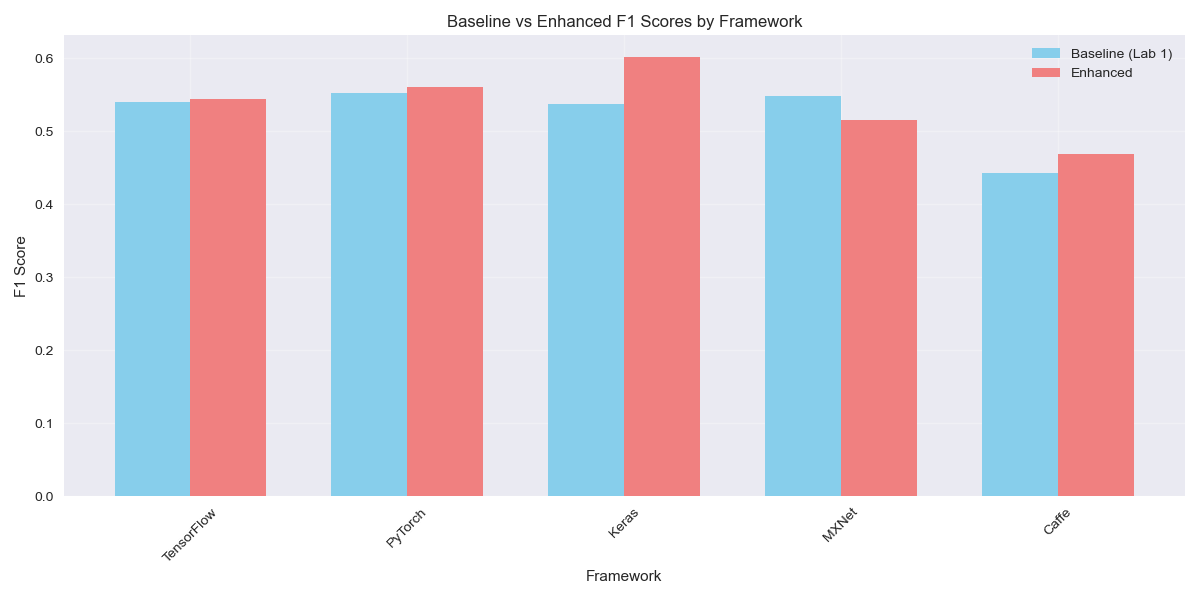 Baseline vs Enhanced F1 Scores by Framework
Baseline (Lab 1)
Enhanced
F1 Score
0.6
0.5
0.4
0.3
0.2
0.1
0.0
TensorFlow
PyTorch
Keras
MXNet
Caffe
Framework